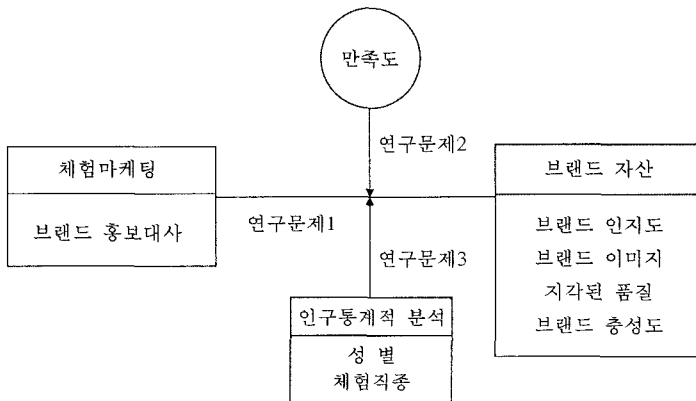 만족도
연구문제2
체험마케팅
브랜드 홍보대사
연구문제1
브랜드 자산
브랜드 인지도
브랜드 이미지
지각된 품질
브랜드 충성도
연구문제3
인구통계적 분석
성 별
체험직종